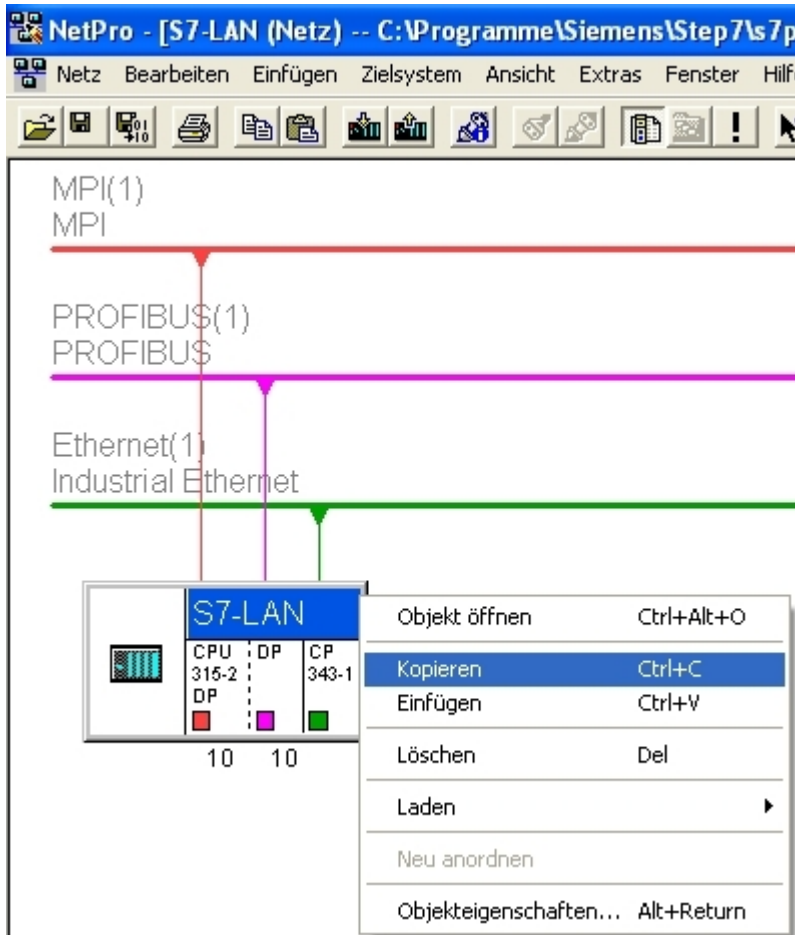 NetPro - [S7-LAN (Netz) -- C:\Programme\Siemens\Step7\s7p
Netz Bearbeiten Einfügen Zielsystem Ansicht Extras Fenster Hilf
MPI(1)
MPI
PROFIBUS(1)
PROFIBUS
Ethernet(1)
Industrial Ethernet
S7-LAN
CPU 315-2 DP
DP
CP 343-1
10 10
Objekt öffnen Ctrl+Alt+O
Kopieren Ctrl+C
Einfügen Ctrl+V
Löschen Del
Laden
Neu anordnen
Objekteigenschaften... Alt+Return